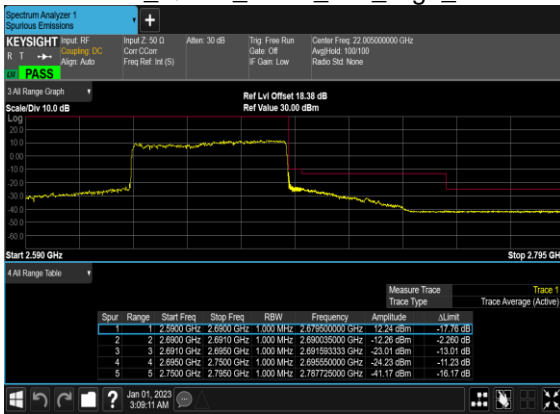 Spectrum Analyzer 1
Spurious Emissions
+
KEYSIGHT Input: RF Input Z: 50 Ω Atten: 30 dB Trig: Free Run Center Freq: 22.005000000 GHz
R T Coupling: DC Corr CCorr Gate: Off Avg|Hold: 100/100
Align: Auto Freq Ref: Int (S) IF Gain: Low Radio Std: None
PASS
3 All Range Graph
Ref Lvl Offset 18.38 dB
Scale/Div 10.0 dB Ref Value 30.00 dBm
Log
20.0
10.0
0.00
-10.0
-20.0
-30.0
-40.0
-50.0
-60.0
Start 2.590 GHz Stop 2.795 GH
4 All Range Table
Measure Trace Trace 1
Trace Type Trace Average (Active)
Spur Range Start Freq Stop Freq RBW Frequency Amplitude ΔLimit
1 1 2.5900 GHz 2.6900 GHz 1.000 MHz 2.679500000 GHz 12.24 dBm -17.76 dB
2 2 2.6900 GHz 2.6910 GHz 1.000 MHz 2.690035000 GHz -12.26 dBm -2.260 dB
3 3 2.6910 GHz 2.6950 GHz 1.000 MHz 2.691593333 GHz -23.01 dBm -13.01 dB
4 4 2.6950 GHz 2.7500 GHz 1.000 MHz 2.695550000 GHz -24.23 dBm -11.23 dB
5 5 2.7500 GHz 2.7950 GHz 1.000 MHz 2.787725000 GHz -41.17 dBm -16.17 dB
? Jan 01, 2023
3:09:11 AM